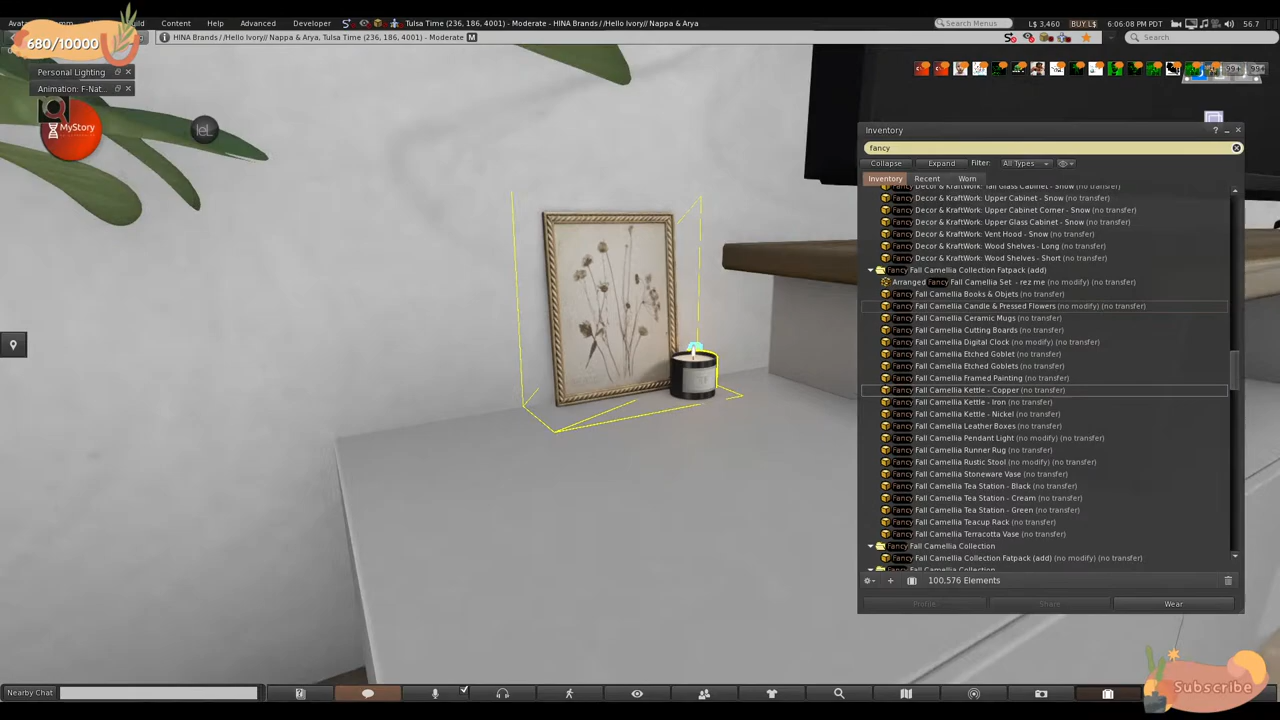 Content
Help
Advanced
Developer
Tulsa Time (236, 186, 4001) - Moderate - HINA Brands / /Hello Ivory// Nappa & Arya
Search Menus
L$ 3,460
BUY L$
6:06:08 PM PDT
56.7
HINA Brands / /Hello Ivory// Nappa & Arya, Tulsa Time (236, 186, 4001) - Moderate M
Search
680/10000
Personal Lighting
Animation: F-Nat...
MyStory
99+ 99+
Inventory
fancy
Collapse
Expand
Filter:
All Types
Inventory
Recent
Worn
Fancy Decor & KraftWork: Tall Glass Cabinet - Snow (no transfer)
Fancy Decor & KraftWork: Upper Cabinet - Snow (no transfer)
Fancy Decor & KraftWork: Upper Cabinet Corner - Snow (no transfer)
Fancy Decor & KraftWork: Upper Glass Cabinet - Snow (no transfer)
Fancy Decor & KraftWork: Vent Hood - Snow (no transfer)
Fancy Decor & KraftWork: Wood Shelves - Long (no transfer)
Fancy Decor & KraftWork: Wood Shelves - Short (no transfer)
Fancy Fall Camellia Collection Fatpack (add)
Arranged Fancy Fall Camellia Set - rez me (no modify) (no transfer)
Fancy Fall Camellia Books & Objets (no transfer)
Fancy Fall Camellia Candle & Pressed Flowers (no modify) (no transfer)
Fancy Fall Camellia Ceramic Mugs (no transfer)
Fancy Fall Camellia Cutting Boards (no transfer)
Fancy Fall Camellia Digital Clock (no modify) (no transfer)
Fancy Fall Camellia Etched Goblet (no transfer)
Fancy Fall Camellia Etched Goblets (no transfer)
Fancy Fall Camellia Framed Painting (no transfer)
Fancy Fall Camellia Kettle - Copper (no transfer)
Fancy Fall Camellia Kettle - Iron (no transfer)
Fancy Fall Camellia Kettle - Nickel (no transfer)
Fancy Fall Camellia Leather Boxes (no transfer)
Fancy Fall Camellia Pendant Light (no modify) (no transfer)
Fancy Fall Camellia Runner Rug (no transfer)
Fancy Fall Camellia Rustic Stool (no modify) (no transfer)
Fancy Fall Camellia Stoneware Vase (no transfer)
Fancy Fall Camellia Tea Station - Black (no transfer)
Fancy Fall Camellia Tea Station - Cream (no transfer)
Fancy Fall Camellia Tea Station - Green (no transfer)
Fancy Fall Camellia Teacup Rack (no transfer)
Fancy Fall Camellia Terracotta Vase (no transfer)
Fancy Fall Camellia Collection
Fancy Fall Camellia Collection Fatpack (add) (no modify) (no transfer)
Fancy Fall Camellia Collection
100,576 Elements
Profile
Share
Wear
Nearby Chat
Subscribe